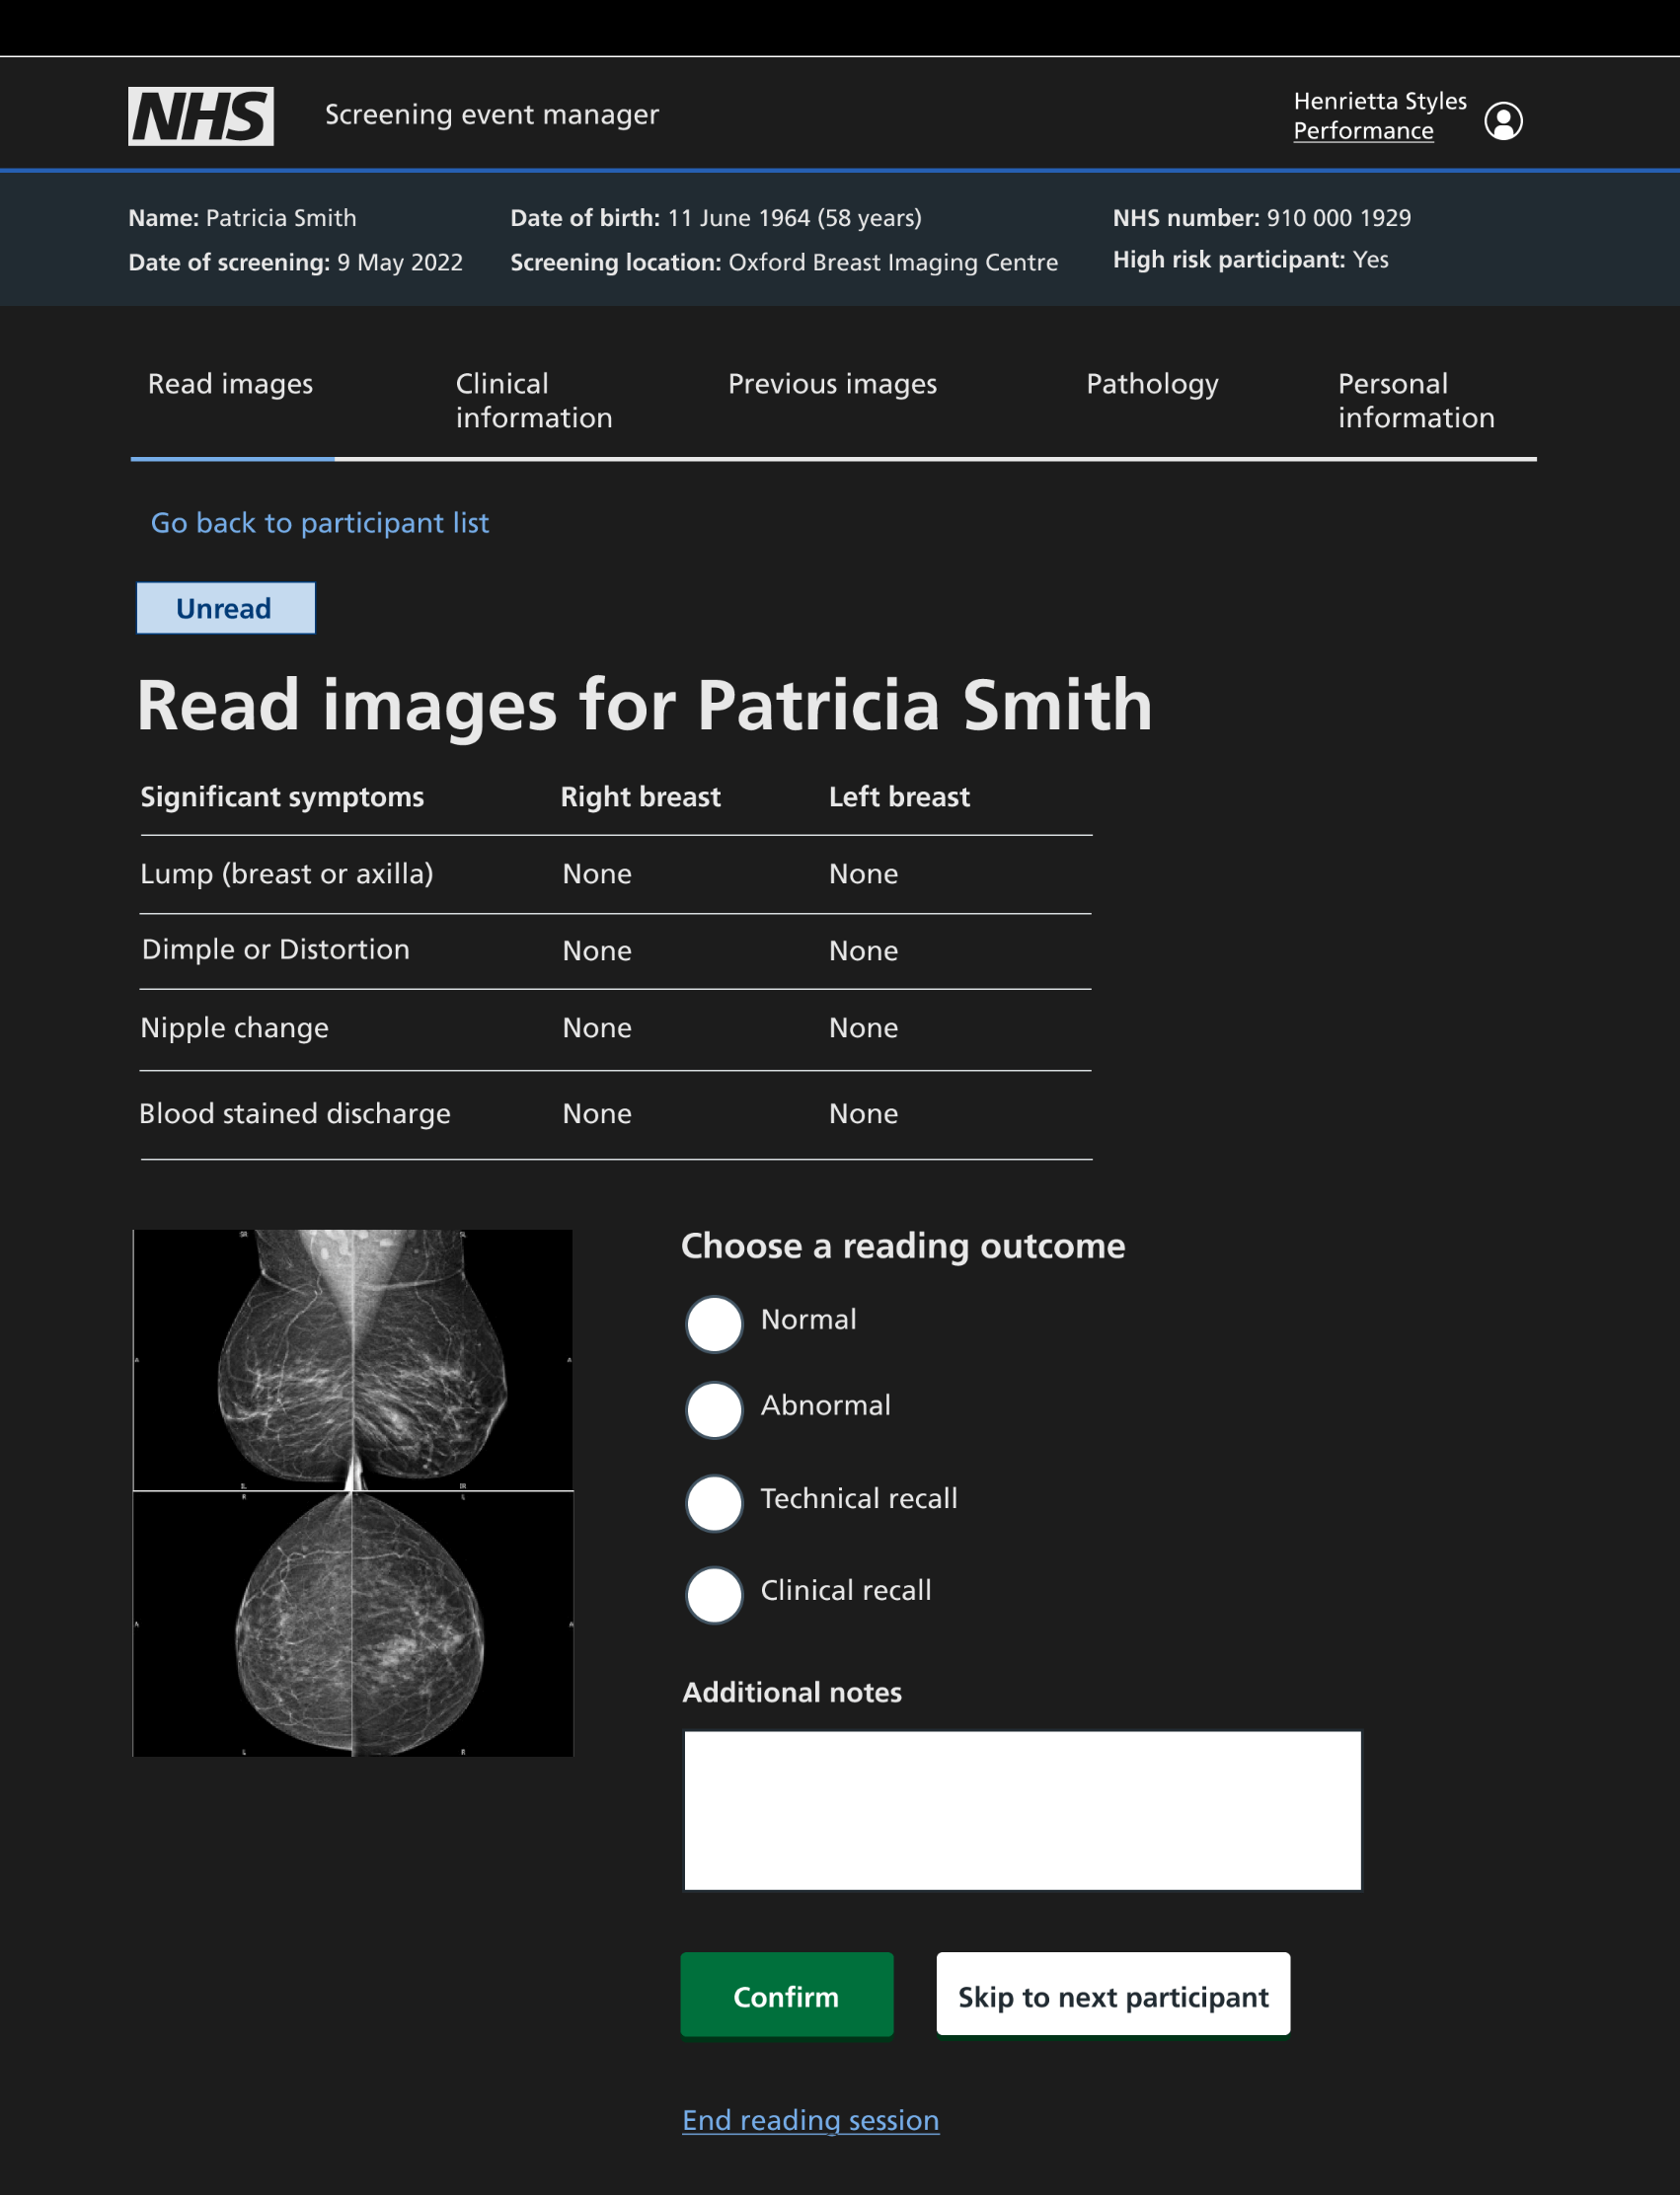 NHS Screening event manager
Henrietta Styles
Performance
Name: Patricia Smith
Date of birth: 11 June 1964 (58 years)
NHS number: 910 000 1929
Date of screening: 9 May 2022
Screening location: Oxford Breast Imaging Centre
High risk participant: Yes
Read images
Clinical
information
Previous images
Pathology
Personal
information
Go back to participant list
Unread
Read images for Patricia Smith
Significant symptoms Right breast Left breast
Lump (breast or axilla) None None
Dimple or Distortion None None
Nipple change None None
Blood stained discharge None None
Choose a reading outcome
Normal
Abnormal
Technical recall
Clinical recall
Additional notes
Confirm
Skip to next participant
End reading session